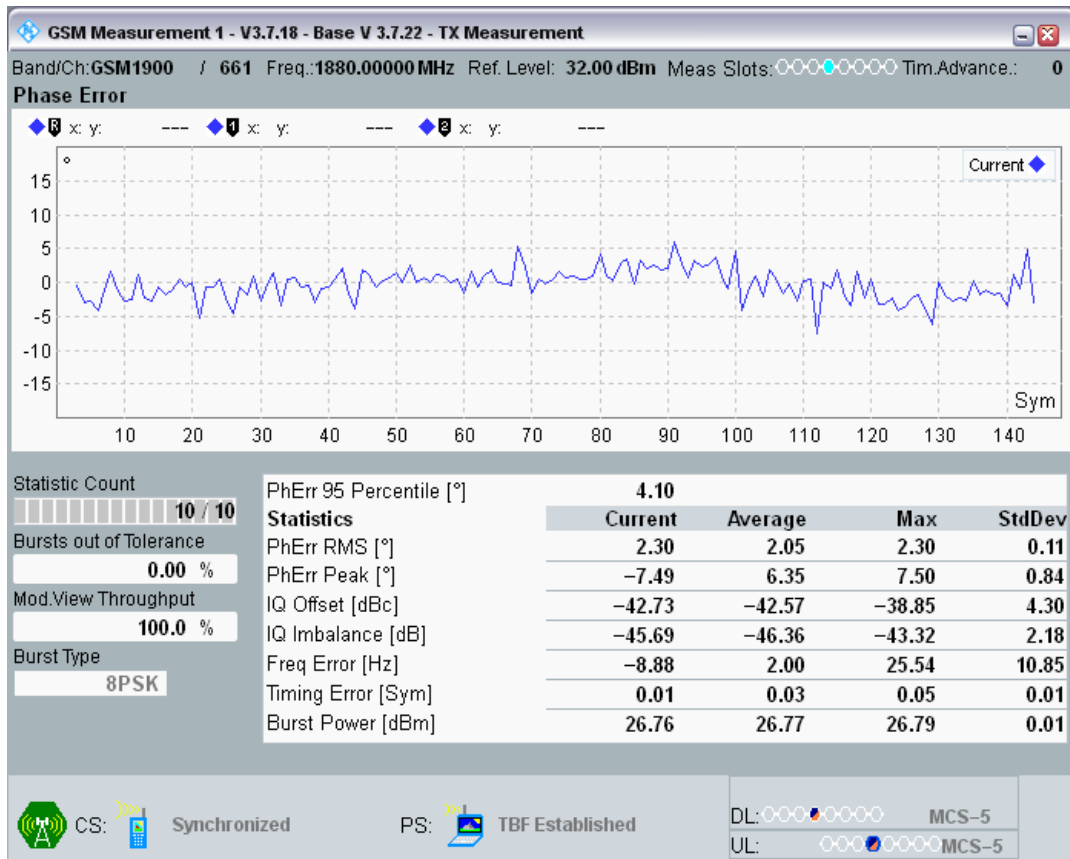 GSM Measurement 1 - V3.7.18 - Base V 3.7.22 - TX Measurement
Band/Ch:GSM1900 / 661 Freq.:1880.00000 MHz Ref. Level: 32.00 dBm Meas Slots: Tim.Advance.: 0
Phase Error
R x: y: --- 1 x: y: --- 2 x: y: ---
° Current
15
10
5
0
-5
-10
-15
Sym
10 20 30 40 50 60 70 80 90 100 110 120 130 140
Statistic Count
10 / 10
Bursts out of Tolerance
0.00 %
Mod.View Throughput
100.0 %
Burst Type
8PSK
PhErr 95 Percentile [°] 4.10
Statistics Current Average Max StdDev
PhErr RMS [°] 2.30 2.05 2.30 0.11
PhErr Peak [°] −7.49 6.35 7.50 0.84
IQ Offset [dBc] −42.73 −42.57 −38.85 4.30
IQ Imbalance [dB] −45.69 −46.36 −43.32 2.18
Freq Error [Hz] −8.88 2.00 25.54 10.85
Timing Error [Sym] 0.01 0.03 0.05 0.01
Burst Power [dBm] 26.76 26.77 26.79 0.01
CS: Synchronized PS: TBF Established
DL: MCS−5
UL: MCS−5